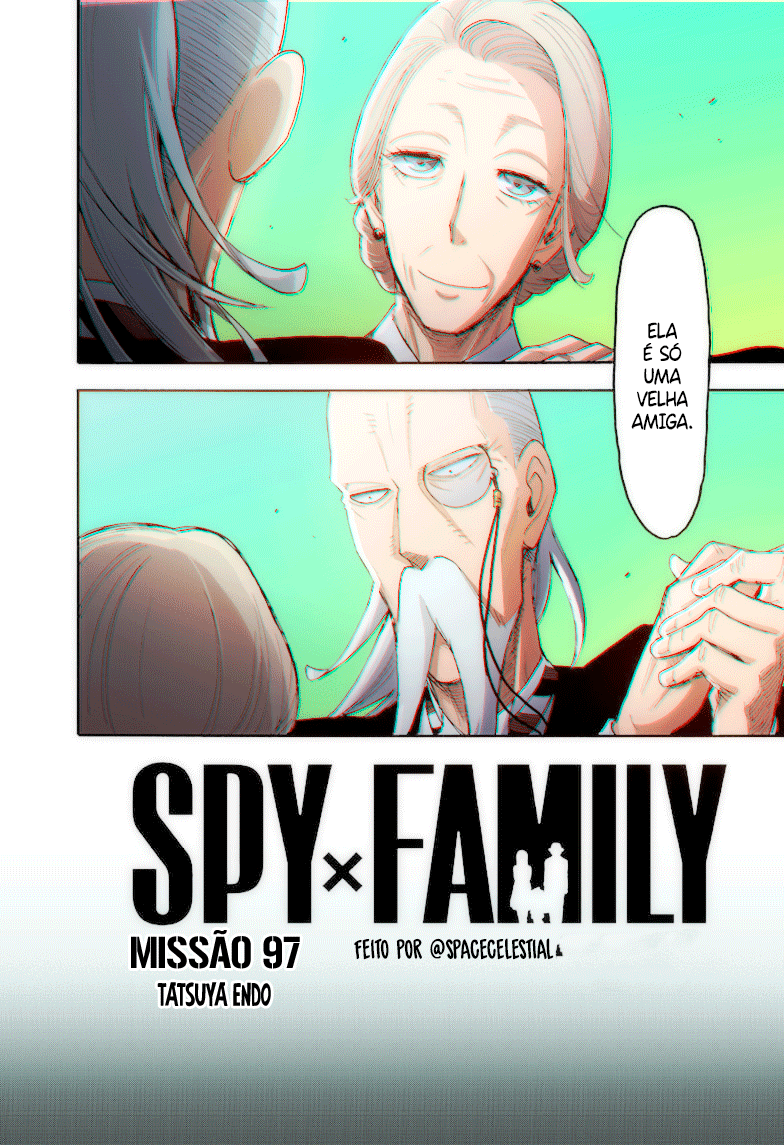 ELA
É SÓ
UMA
VELHA
AMIGA.
SPY×FAMILY
MISSÃO 97
FEITO POR @SPACECELESTIAL
TATSUYA ENDO